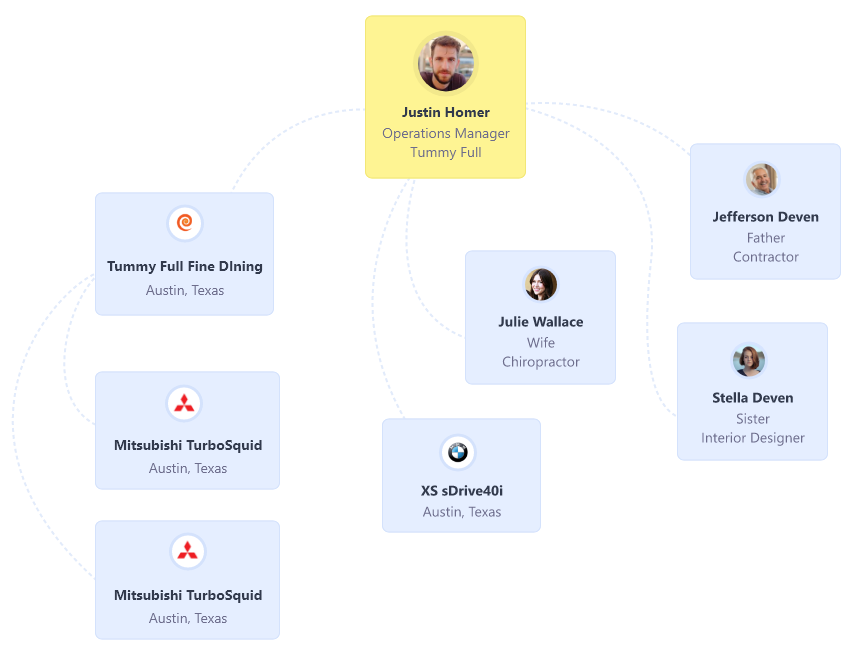 Justin Homer
Operations Manager
Tummy Full
Jefferson Deven
Father
Contractor
Tummy Full Fine DIning
Austin, Texas
Julie Wallace
Wife
Chiropractor
Stella Deven
Sister
Interior Designer
Mitsubishi TurboSquid
Austin, Texas
XS sDrive40i
Austin, Texas
Mitsubishi TurboSquid
Austin, Texas